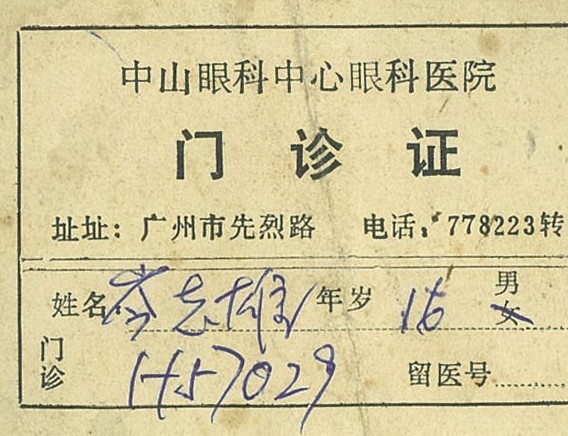 中山眼科中心眼科医院
门诊证
址址：广州市先烈路 电话：778223转
姓名：志雄 年岁 16 男女
门诊 1457029 留医号